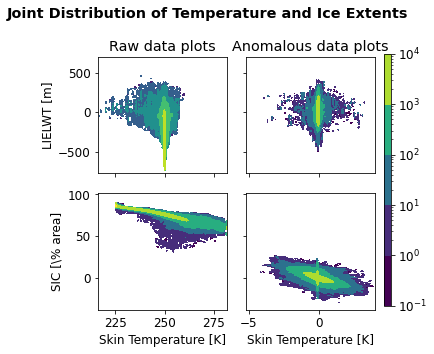 Joint Distribution of Temperature and Ice Extents
Raw data plots
Anomalous data plots
LIELWT [m]
500
0
−500
SIC [\% area]
100
50
0
225
250
275
Skin Temperature [K]
−5
0
Skin Temperature [K]
10^4
10^3
10^2
10^1
10^0
10^−1